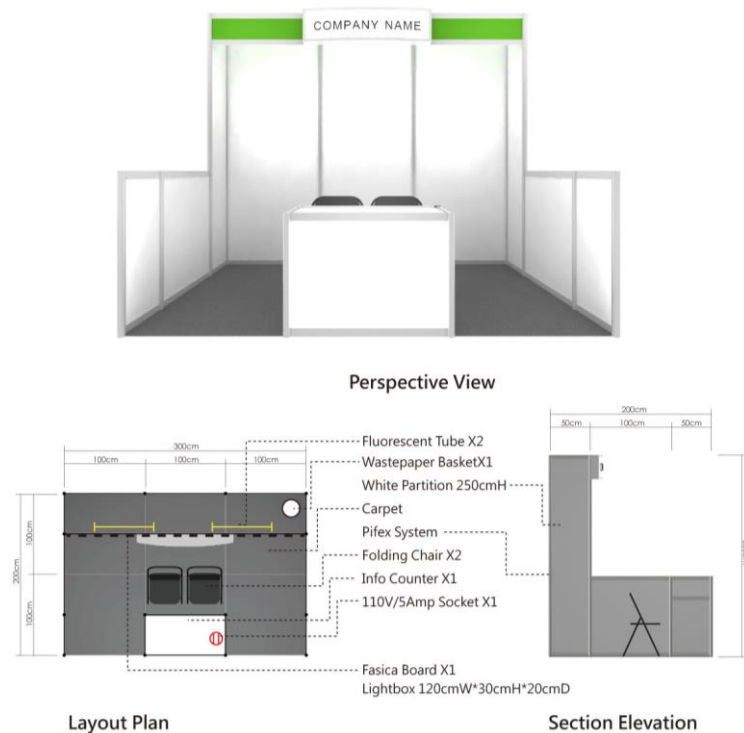 COMPANY NAME
Perspective View
300cm
100cm 100cm 100cm
200cm
100cm
100cm
Fluorescent Tube X2
Wastepaper BasketX1
White Partition 250cmH
Carpet
Pifex System
Folding Chair X2
Info Counter X1
110V/5Amp Socket X1
Fasica Board X1
Lightbox 120cmW*30cmH*20cmD
200cm
50cm 100cm 50cm
Layout Plan
Section Elevation